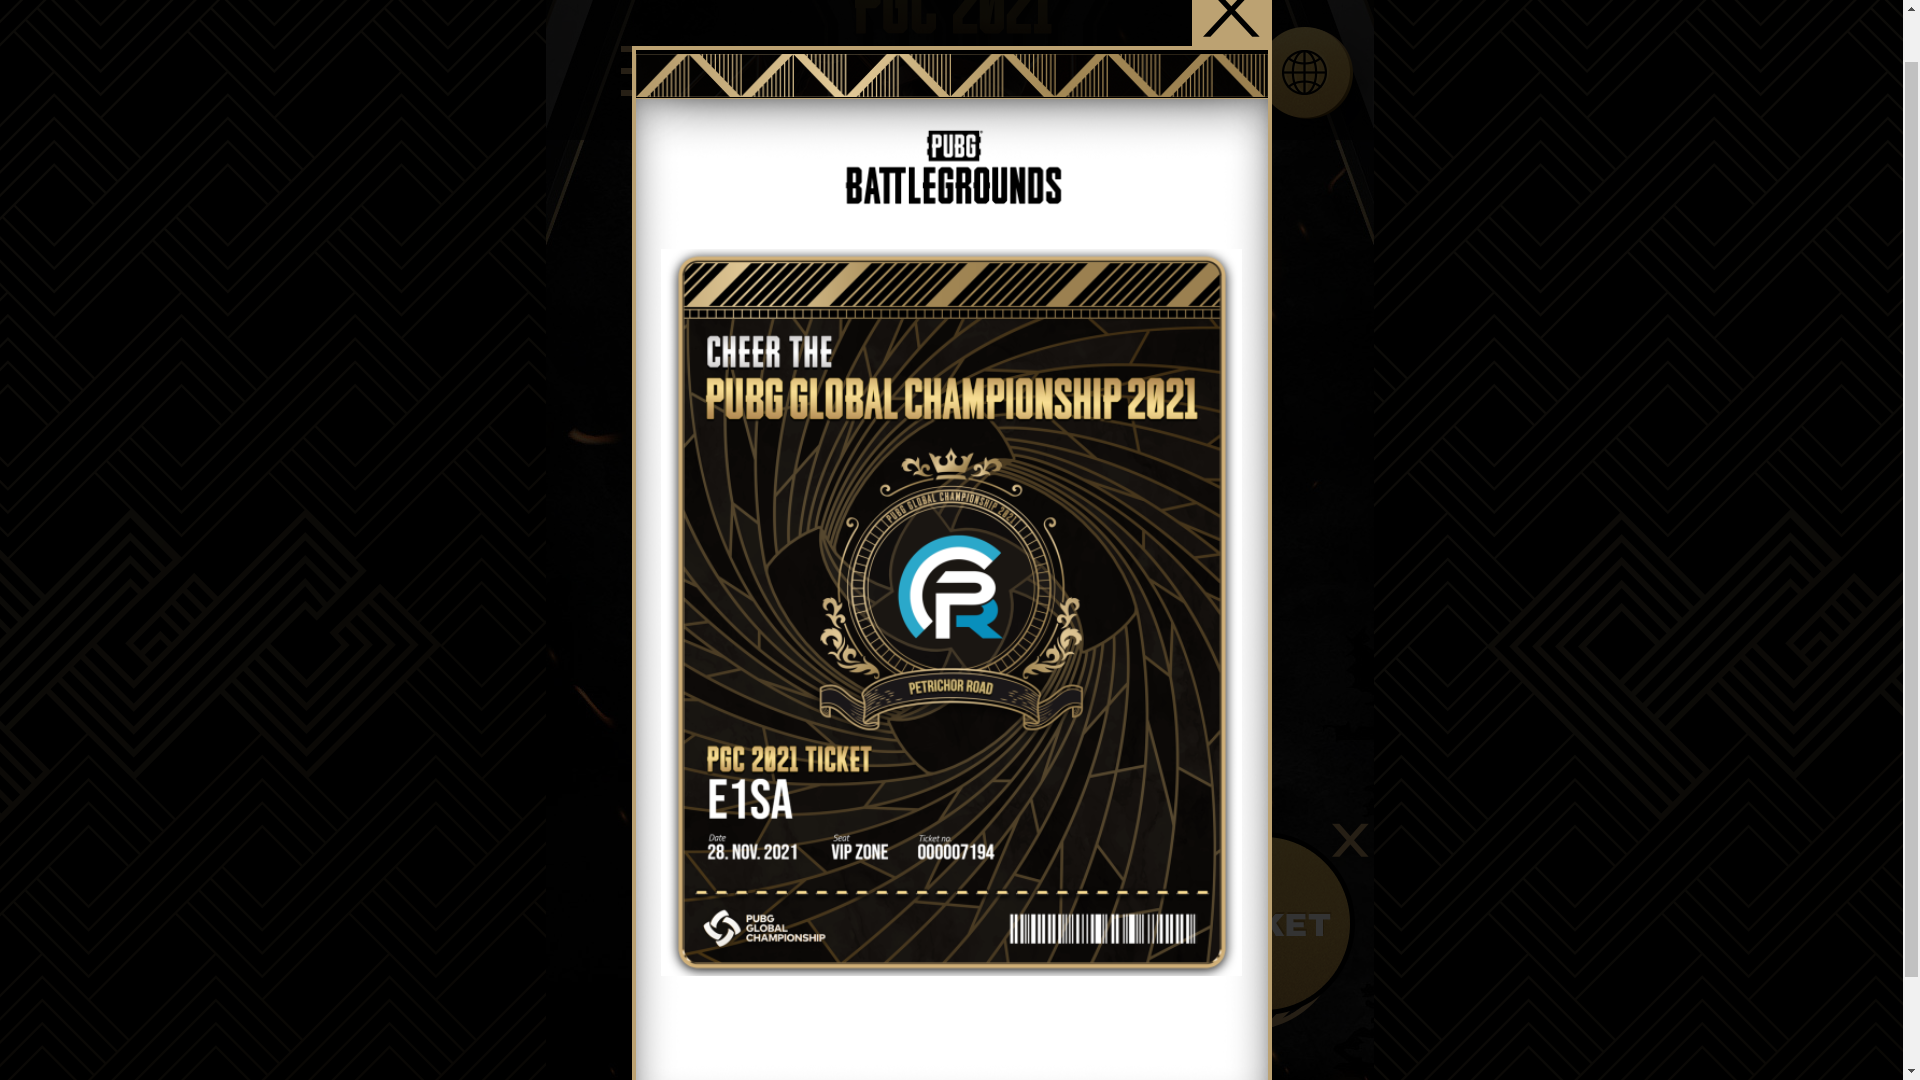 PGC 2021
PUBG
BATTLEGROUNDS
CHEER THE
PUBG GLOBAL CHAMPIONSHIP 2021
PUBG GLOBAL CHAMPIONSHIP 2021
PETRICHOR ROAD
PGC 2021 TICKET
E1SA
Date Seat Ticket no.
28. NOV. 2021 VIP ZONE 000007194
PUBG
GLOBAL
CHAMPIONSHIP